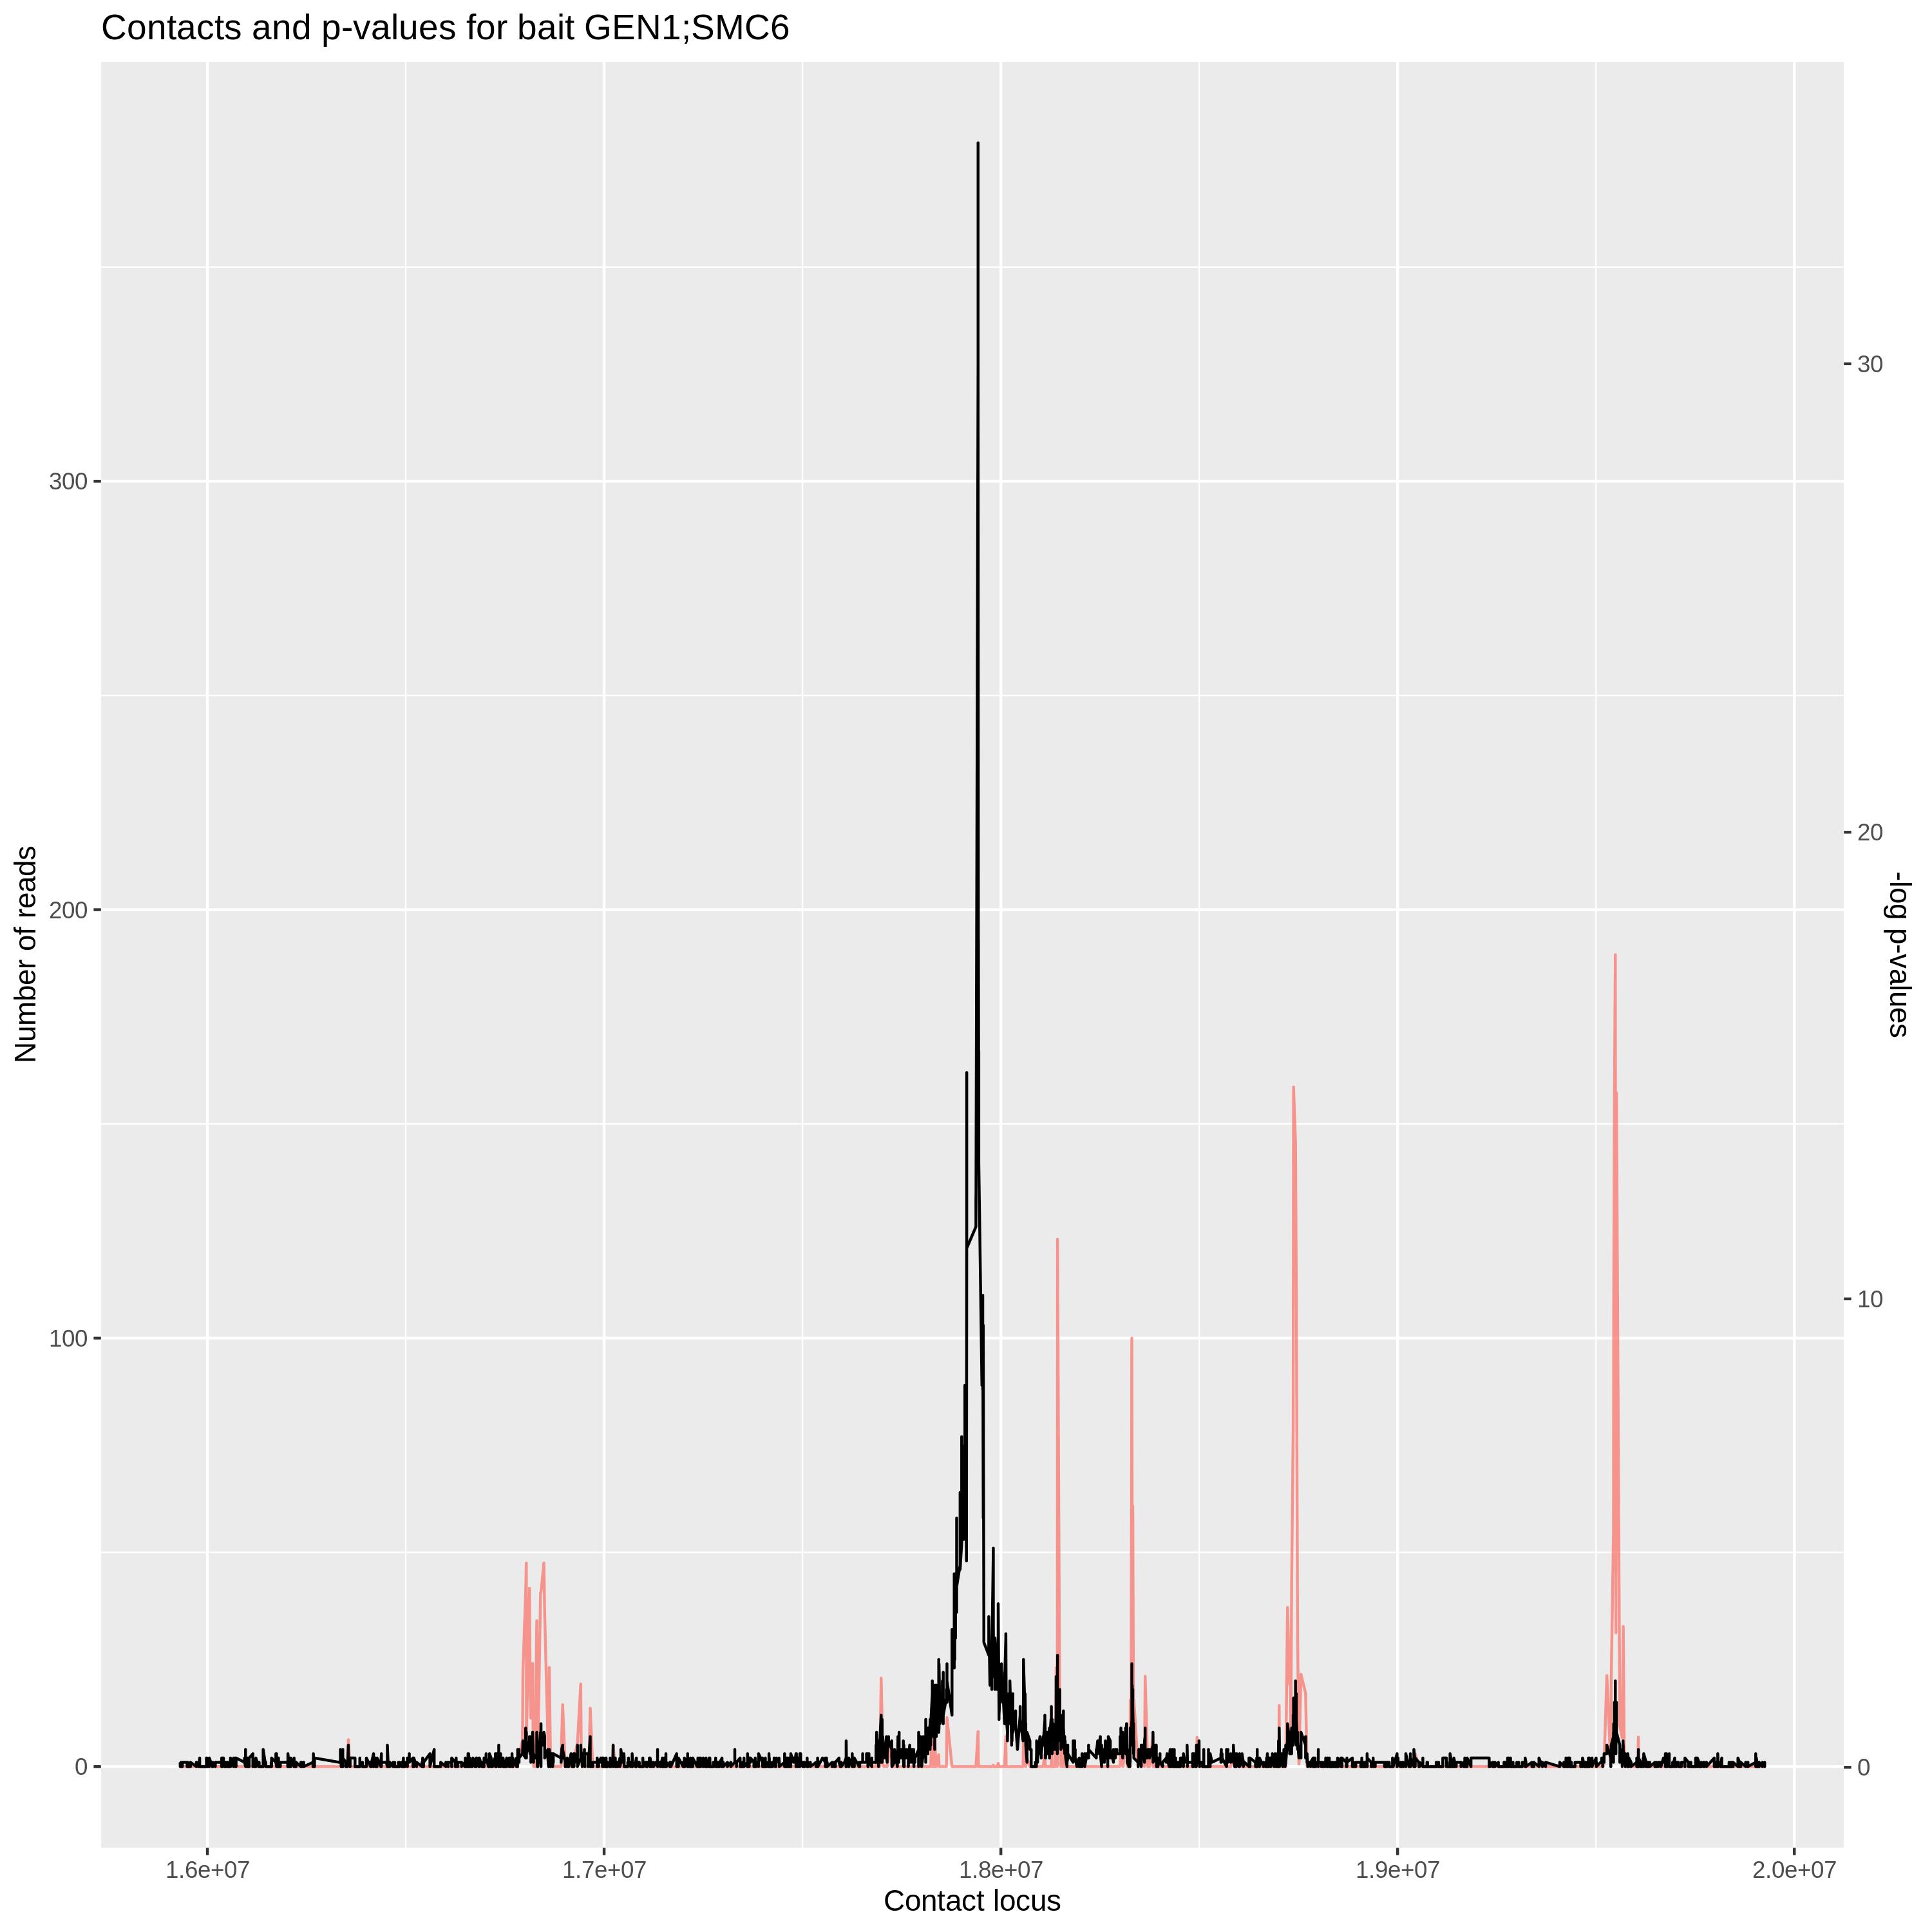 Contacts and p-values for bait GEN1;SMC6
Number of reads
300
200
100
0
30
20
10
0
-log p-values
1.6e+07
1.7e+07
1.8e+07
1.9e+07
2.0e+07
Contact locus